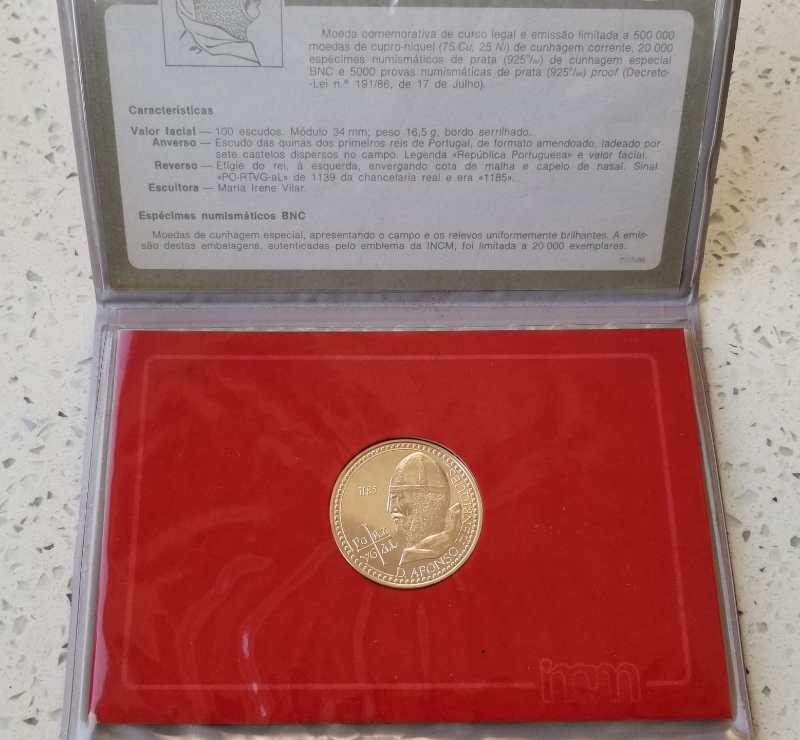 Moeda comemorativa de curso legal e emissão limitada a 500 000
moedas de cupro-níquel (75 Cu, 25 Ni) de cunhagem corrente, 20 000
espécimes numismáticos de prata (925‰) de cunhagem especial
BNC e 5000 provas numismáticas de prata (925‰) proof (Decreto-
-Lei n.º 191/86, de 17 de Julho).
Características
Valor facial — 100 escudos. Módulo 34 mm; peso 16,5 g, bordo serrilhado.
Anverso — Escudo das quinas dos primeiros reis de Portugal, de formato amendoado, ladeado por
sete castelos dispersos no campo. Legenda «República Portuguesa» e valor facial.
Reverso — Efígie do rei, à esquerda, envergando cota de malha e capelo de nasal. Sinal
«PO-RTVG-aL» de 1139 da chancelaria real e era «1185».
Escultora — Maria Irene Vilar.
Espécimes numismáticos BNC
Moedas de cunhagem especial, apresentando o campo e os relevos uniformemente brilhantes. A emis-
são destas embalagens, autenticadas pelo emblema da INCM, foi limitada a 20 000 exemplares.
1185
D. AFONSO
incm